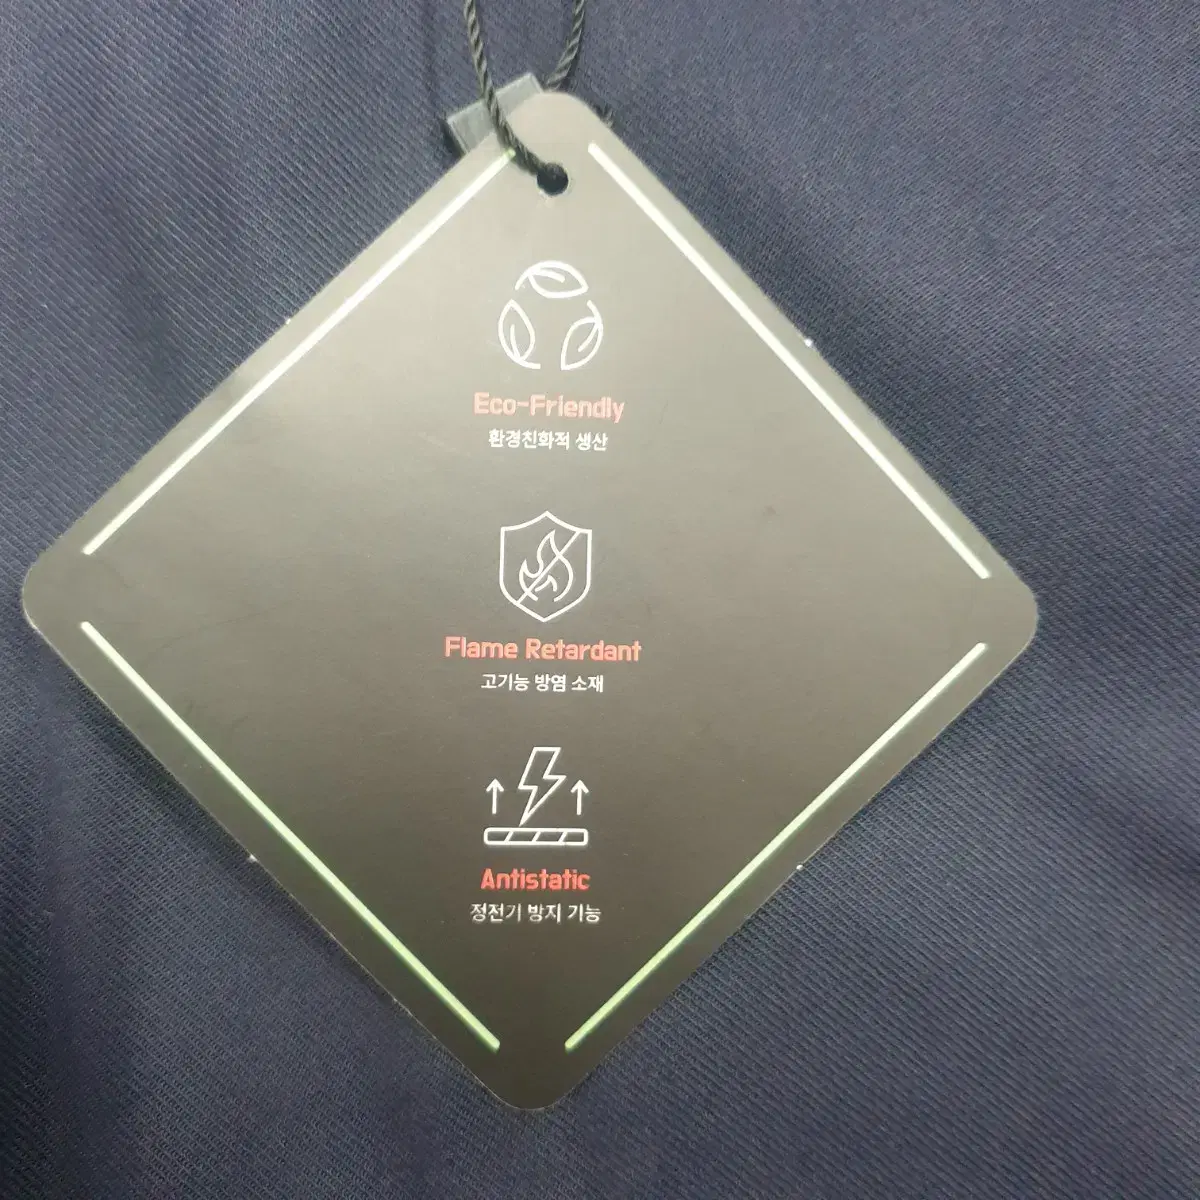 Eco-Friendly
환경친화적 생산
Flame Retardant
고기능 방염 소재
Antistatic
정전기 방지 기능